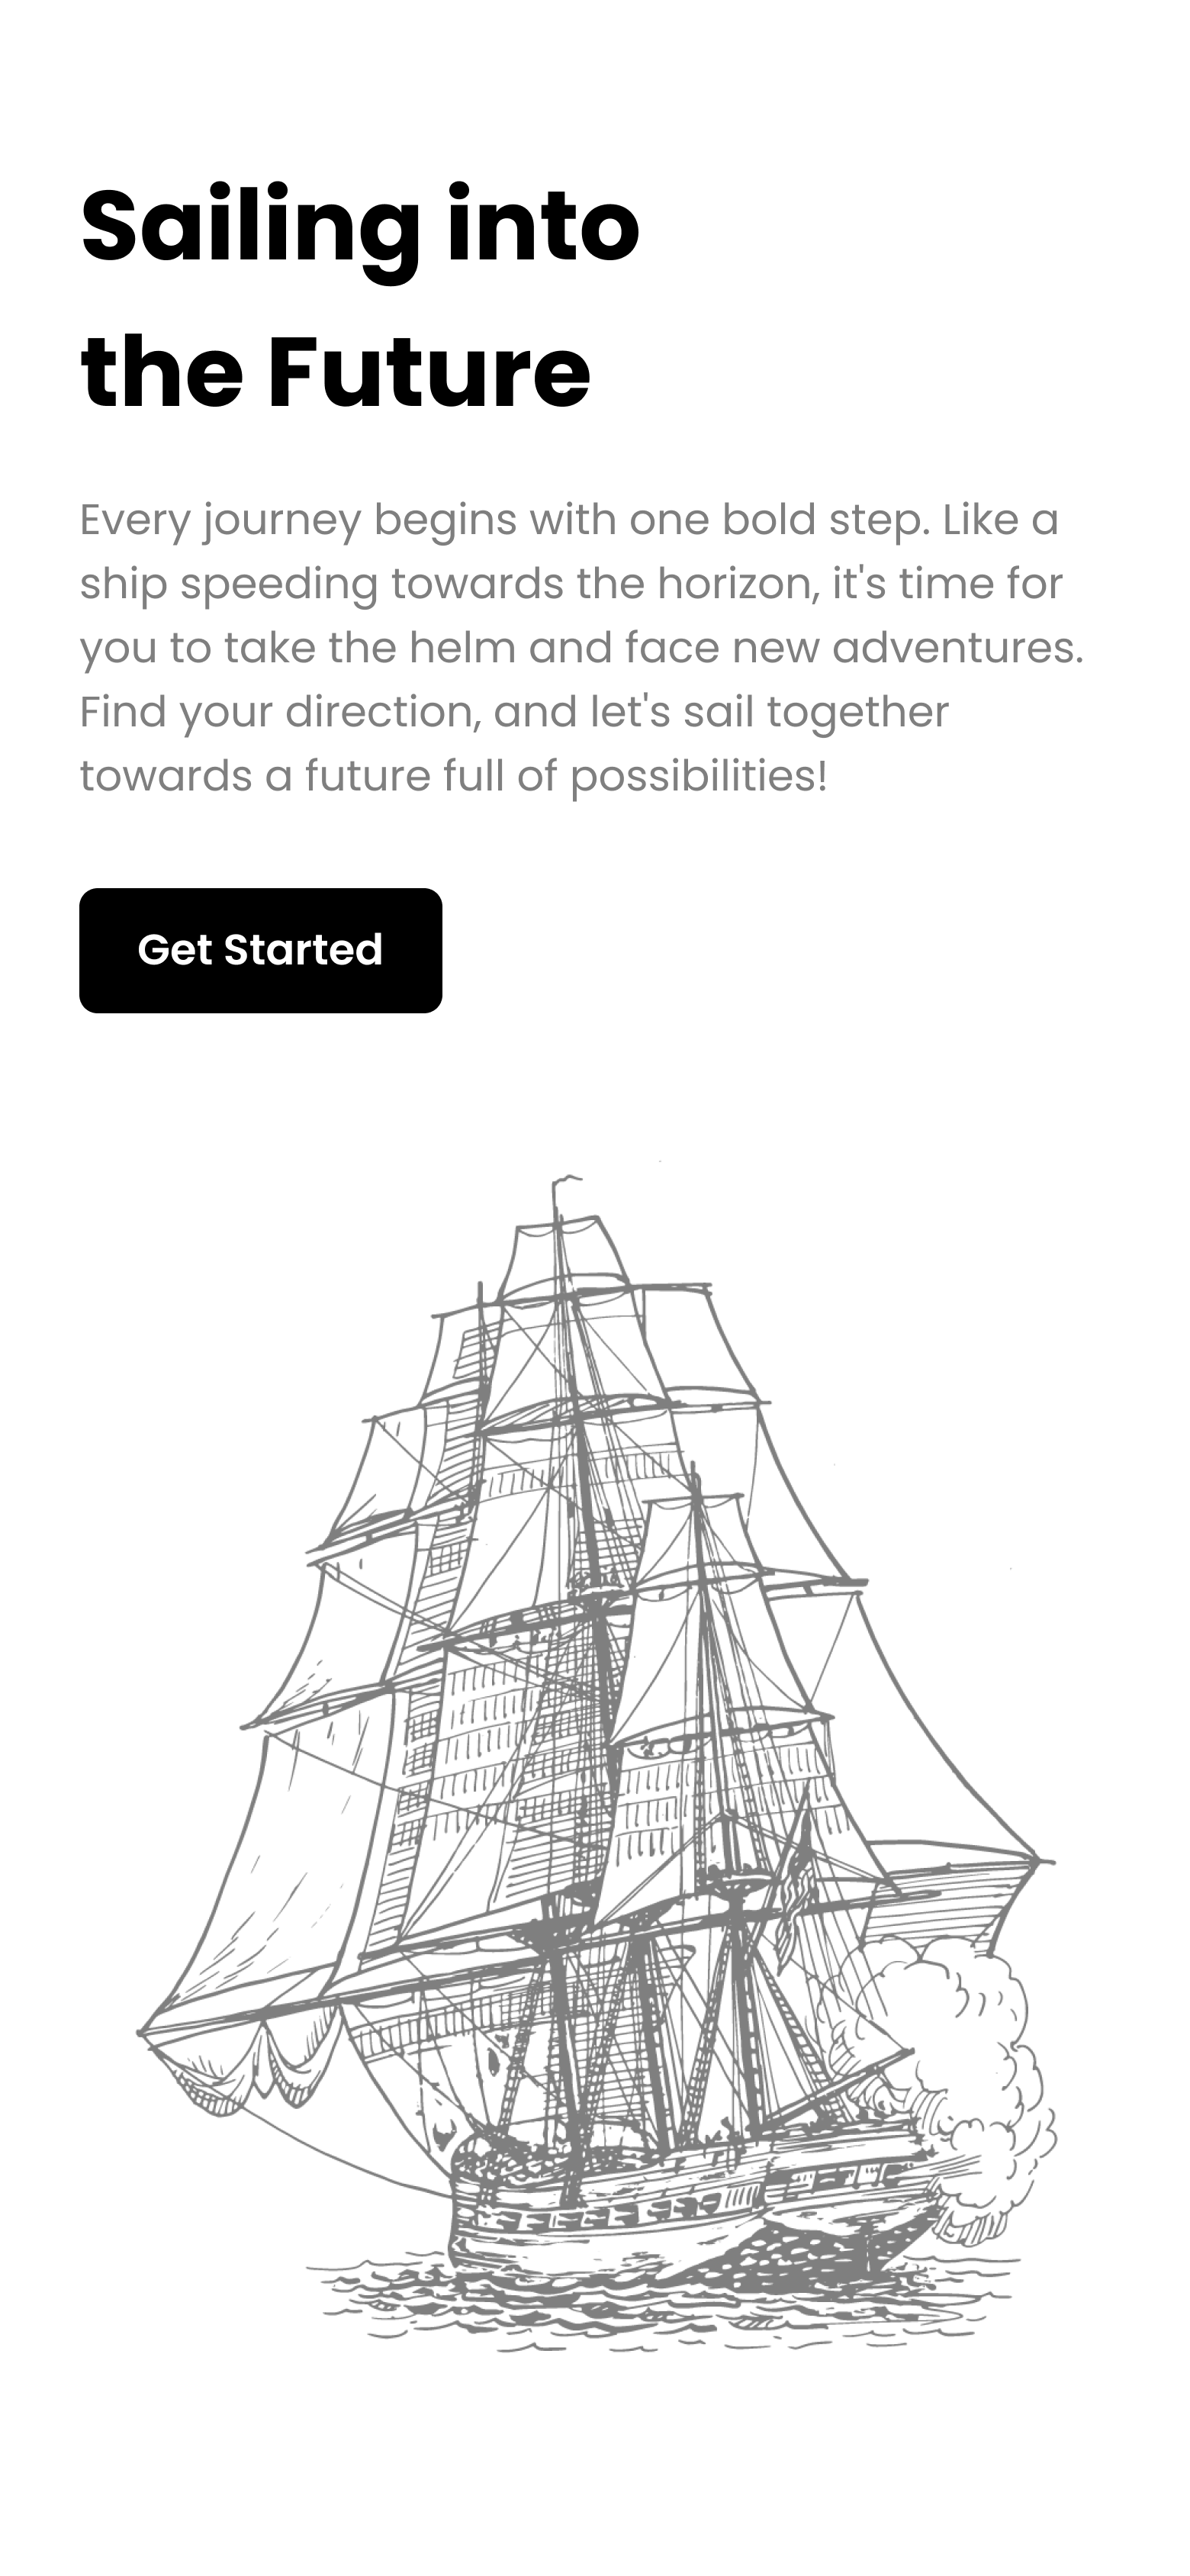 Sailing into
the Future
Every journey begins with one bold step. Like a
ship speeding towards the horizon, it's time for
you to take the helm and face new adventures.
Find your direction, and let's sail together
towards a future full of possibilities!
Get Started